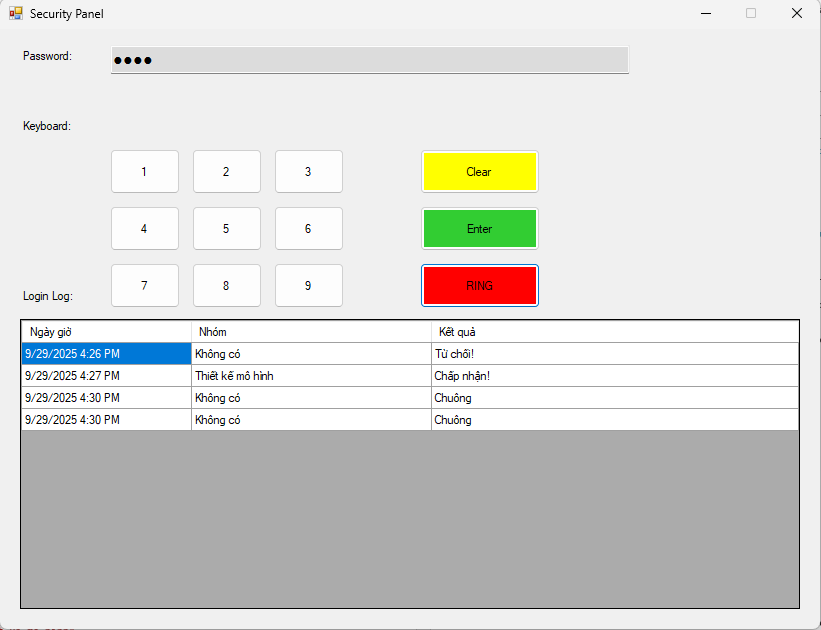 Security Panel
Password: ●●●●
Keyboard:
1 2 3 Clear
4 5 6 Enter
7 8 9 RING
Login Log:
Ngày giờ Nhóm Kết quả
9/29/2025 4:26 PM Không có Từ chối!
9/29/2025 4:27 PM Thiết kế mô hình Chấp nhận!
9/29/2025 4:30 PM Không có Chuông
9/29/2025 4:30 PM Không có Chuông